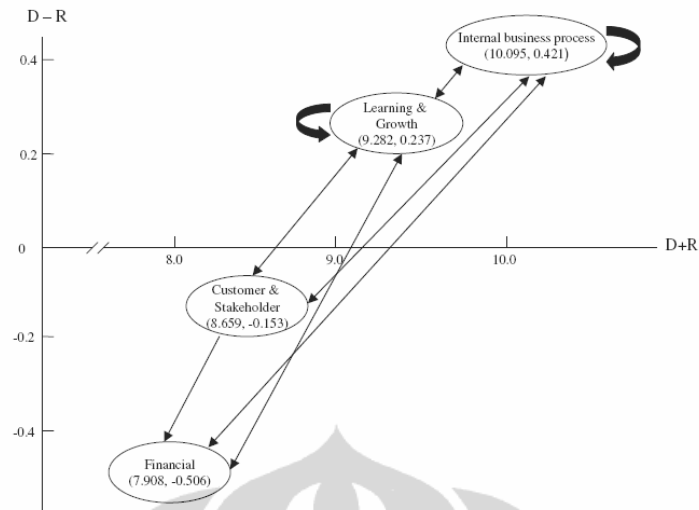 D – R
Internal business process
(10.095, 0.421)
0.4
Learning &
Growth
(9.282, 0.237)
0.2
0
8.0
9.0
10.0
D+R
Customer &
Stakeholder
(8.659, -0.153)
-0.2
-0.4
Financial
(7.908, -0.506)